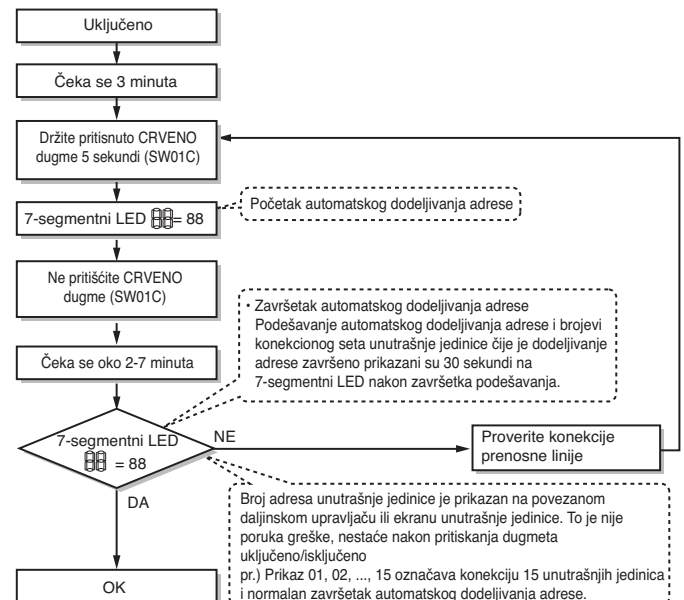 Uključeno
Čeka se 3 minuta
Držite pritisnuto CRVENO
dugme 5 sekundi (SW01C)
7-segmentni LED 88= 88
Početak automatskog dodeljivanja adrese
Ne pritišćite CRVENO
dugme (SW01C)
• Završetak automatskog dodeljivanja adrese
Podešavanje automatskog dodeljivanja adrese i brojevi
konekcionog seta unutrašnje jedinice čije je dodeljivanje
adrese završeno prikazani su 30 sekundi na
7-segmentni LED nakon završetka podešavanja.
Čeka se oko 2-7 minuta
7-segmentni LED
88 = 88
NE
Proverite konekcije
prenosne linije
DA
Broj adresa unutrašnje jedinice je prikazan na povezanom
daljinskom upravljaču ili ekranu unutrašnje jedinice. To je nije
poruka greške, nestaće nakon pritiskanja dugmeta
uključeno/isključeno
pr.) Prikaz 01, 02, ..., 15 označava konekciju 15 unutrašnjih jedinica
i normalan završetak automatskog dodeljivanja adrese.
OK